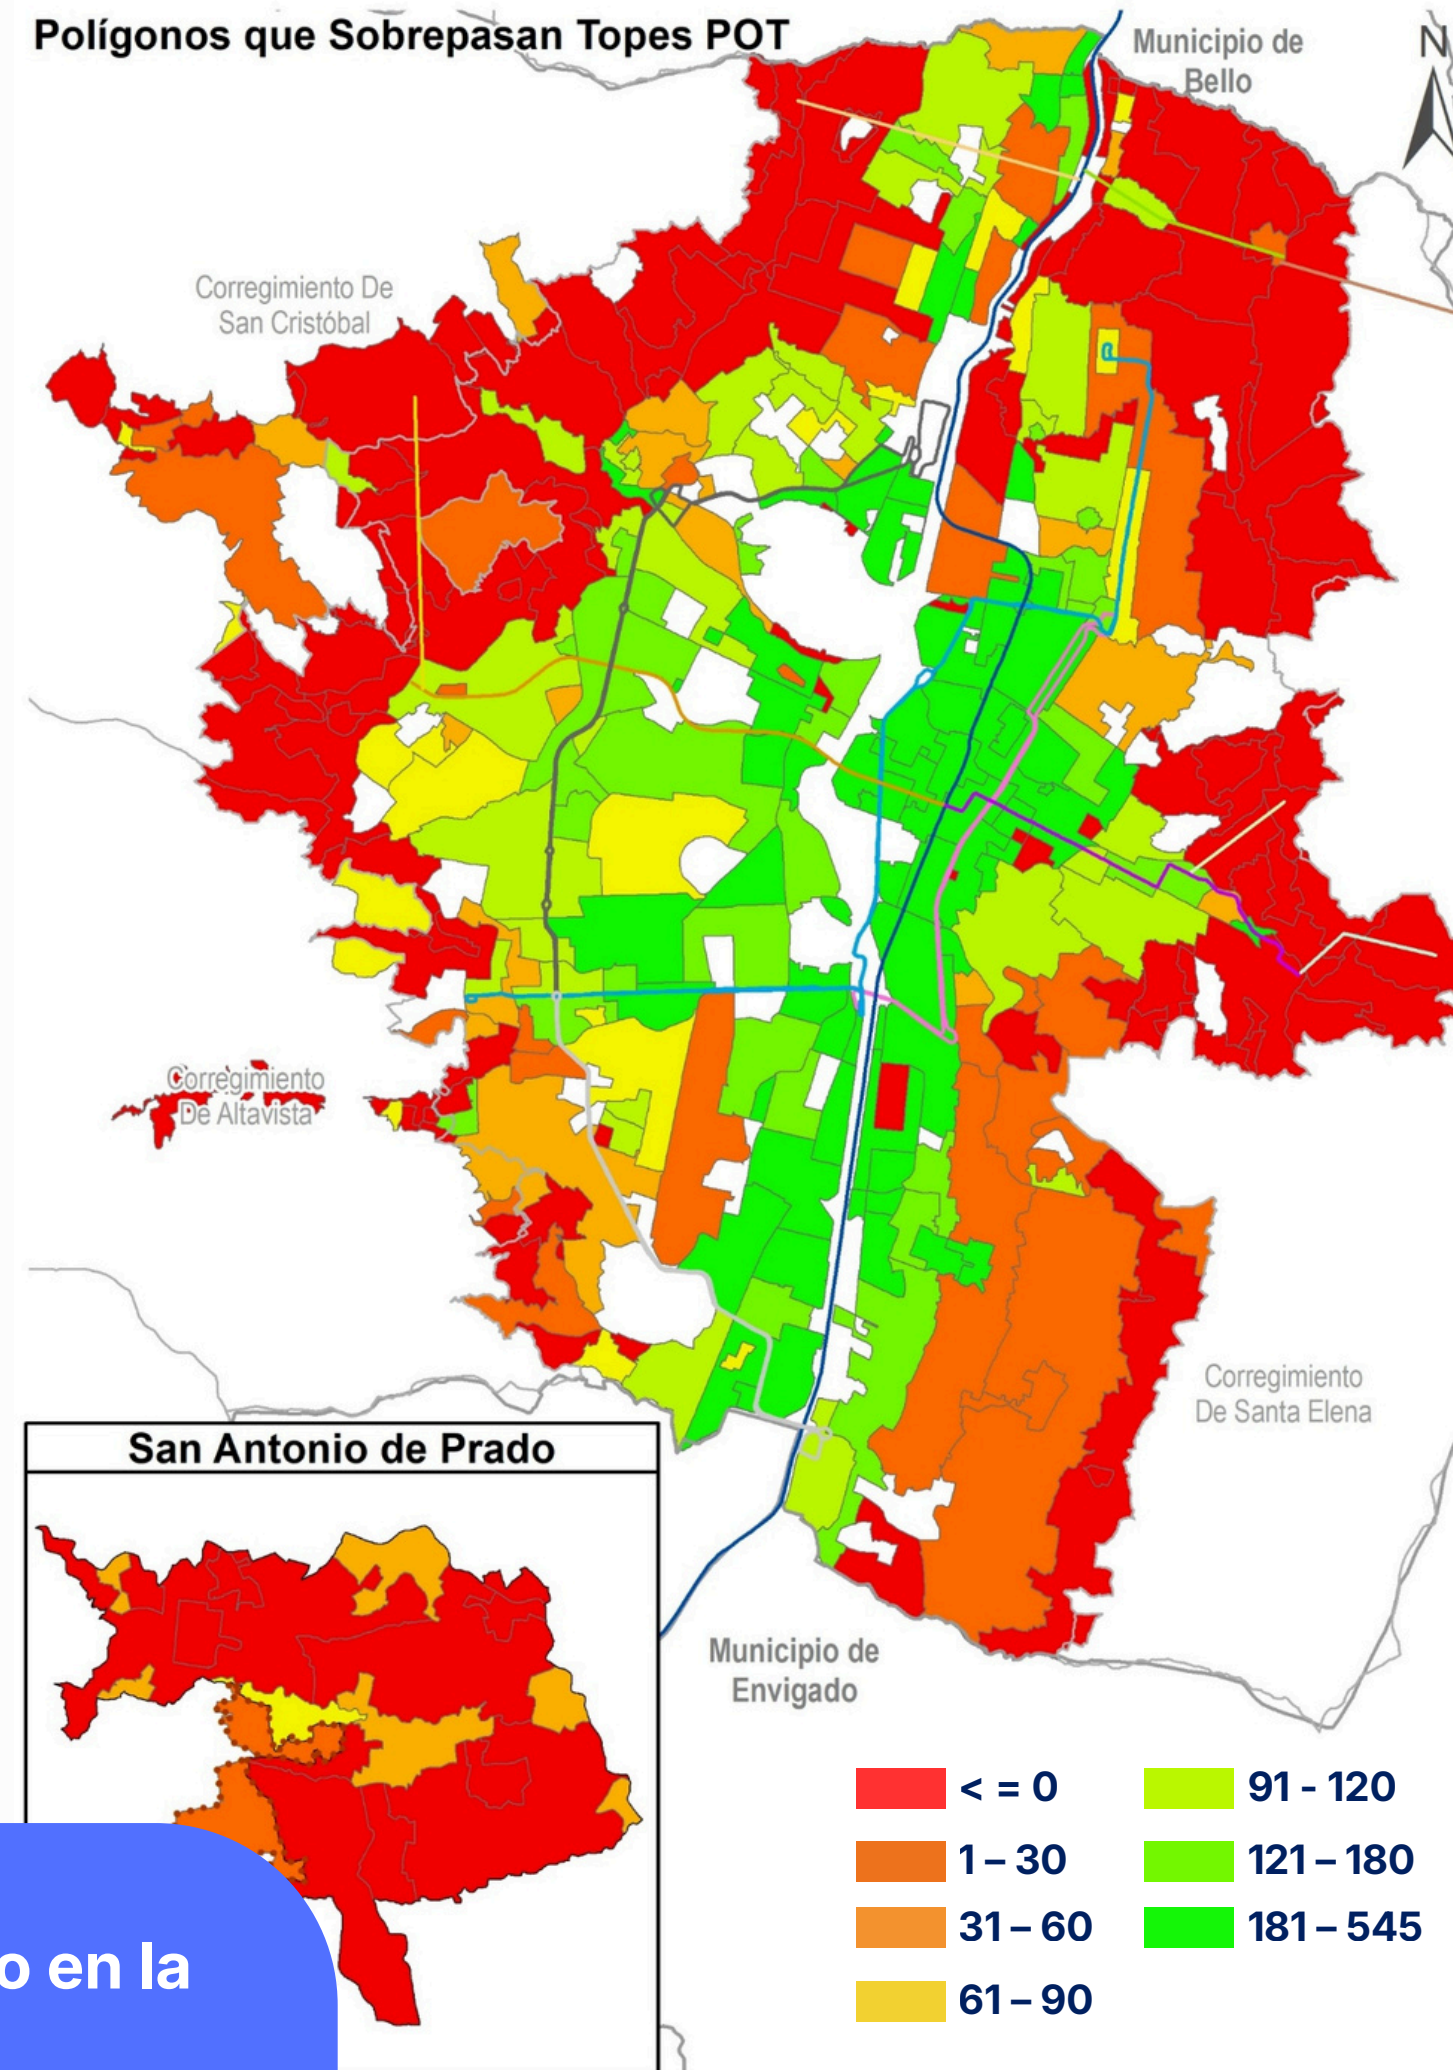 Polígonos que Sobrepasan Topes POT
Municipio de
Bello
N
Corregimiento De
San Cristóbal
Corregimiento
De Altavista
Corregimiento
De Santa Elena
San Antonio de Prado
Municipio de
Envigado
< = 0
1 – 30
31 – 60
61 – 90
91 - 120
121 – 180
181 – 545
o en la